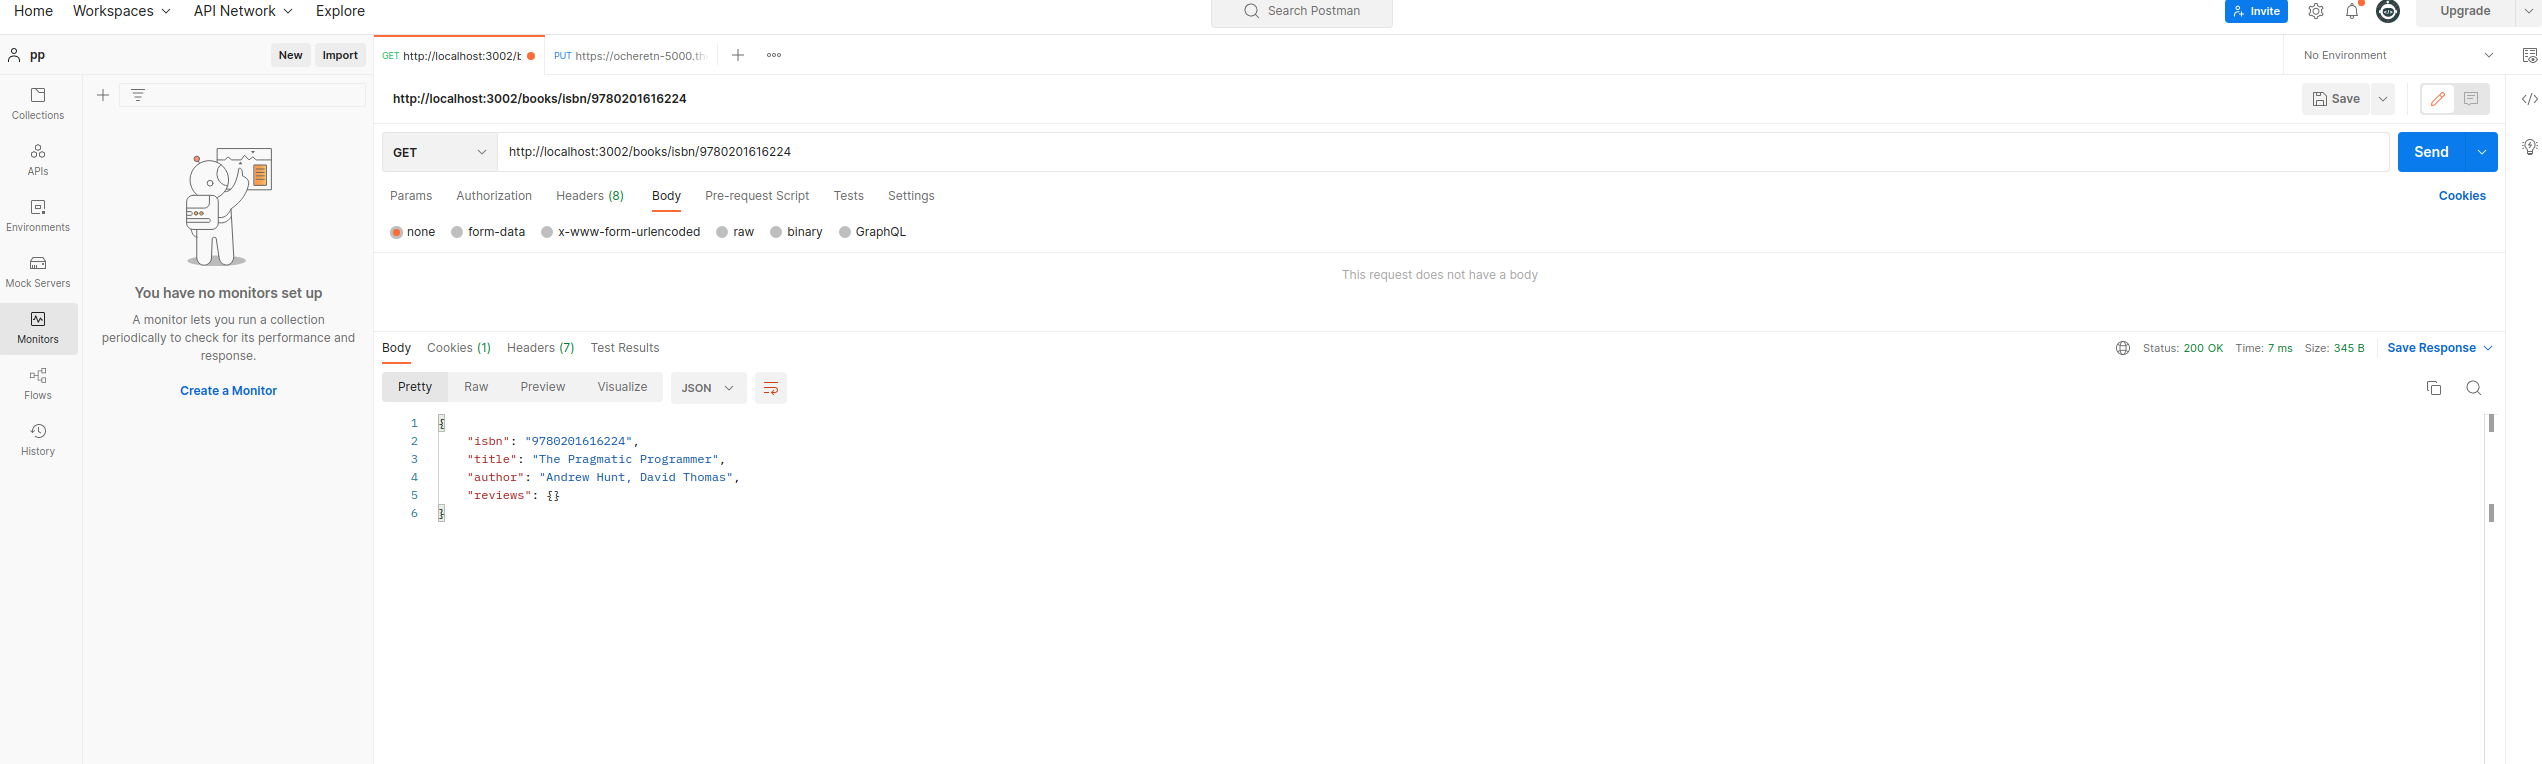 Home Workspaces API Network Explore Search Postman Invite Upgrade
pp New Import GET http://localhost:3002/b PUT https://ocheretn-5000.th No Environment
http://localhost:3002/books/isbn/9780201616224 Save
Collections
APIs
Environments
Mock Servers
Monitors
Flows
History
You have no monitors set up
A monitor lets you run a collection
periodically to check for its performance and
response.
Create a Monitor
GET http://localhost:3002/books/isbn/9780201616224 Send
Params Authorization Headers (8) Body Pre-request Script Tests Settings Cookies
none form-data x-www-form-urlencoded raw binary GraphQL
This request does not have a body
Body Cookies (1) Headers (7) Test Results Status: 200 OK Time: 7 ms Size: 345 B Save Response
Pretty Raw Preview Visualize JSON
1 {
2 "isbn": "9780201616224",
3 "title": "The Pragmatic Programmer",
4 "author": "Andrew Hunt, David Thomas",
5 "reviews": {}
6 }